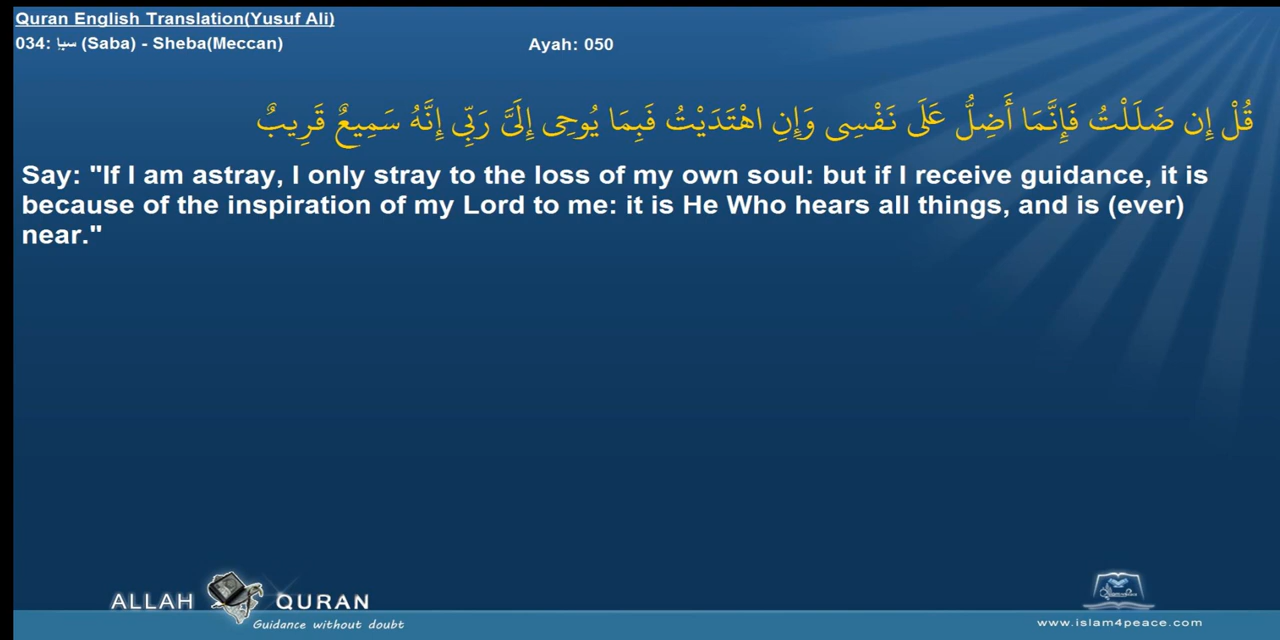 Quran English Translation(Yusuf Ali)
034: سبإ (Saba) - Sheba(Meccan) Ayah: 050
قُلْ إِن ضَلَلْتُ فَإِنَّمَا أَضِلُّ عَلَى نَفْسِي وَإِنِ اهْتَدَيْتُ فَبِمَا يُوحِي إِلَيَّ رَبِّي إِنَّهُ سَمِيعٌ قَرِيبٌ
Say: "If I am astray, I only stray to the loss of my own soul: but if I receive guidance, it is
because of the inspiration of my Lord to me: it is He Who hears all things, and is (ever)
near."
ALLAH QURAN
Guidance without doubt
www.islam4peace.com